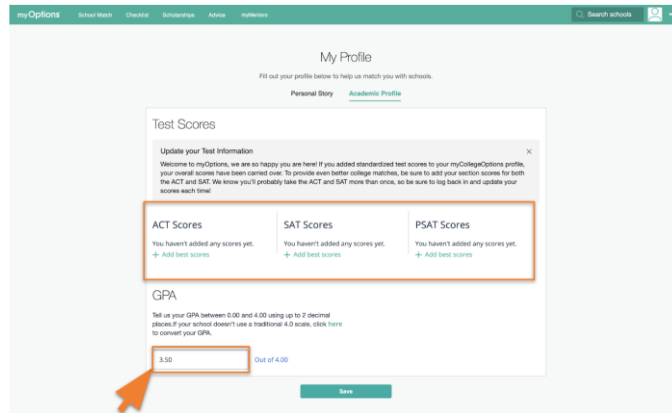 myOptions School Match Checklist Scholarships Advice myMentors Search schools
My Profile
Fill out your profile below to help us match you with schools.
Personal Story Academic Profile
Test Scores
Update your Test Information
Welcome to myOptions, we are so happy you are here! If you added standardized test scores to your myCollegeOptions profile,
your overall scores have been carried over. To provide even better college matches, be sure to add your section scores for both
the ACT and SAT. We know you'll probably take the ACT and SAT more than once, so be sure to log back in and update your
scores each time!
ACT Scores SAT Scores PSAT Scores
You haven't added any scores yet. You haven't added any scores yet. You haven't added any scores yet.
+ Add best scores + Add best scores + Add best scores
GPA
Tell us your GPA between 0.00 and 4.00 using up to 2 decimal
places.If your school doesn't use a traditional 4.0 scale, click here
to convert your GPA.
3.50 Out of 4.00
Save